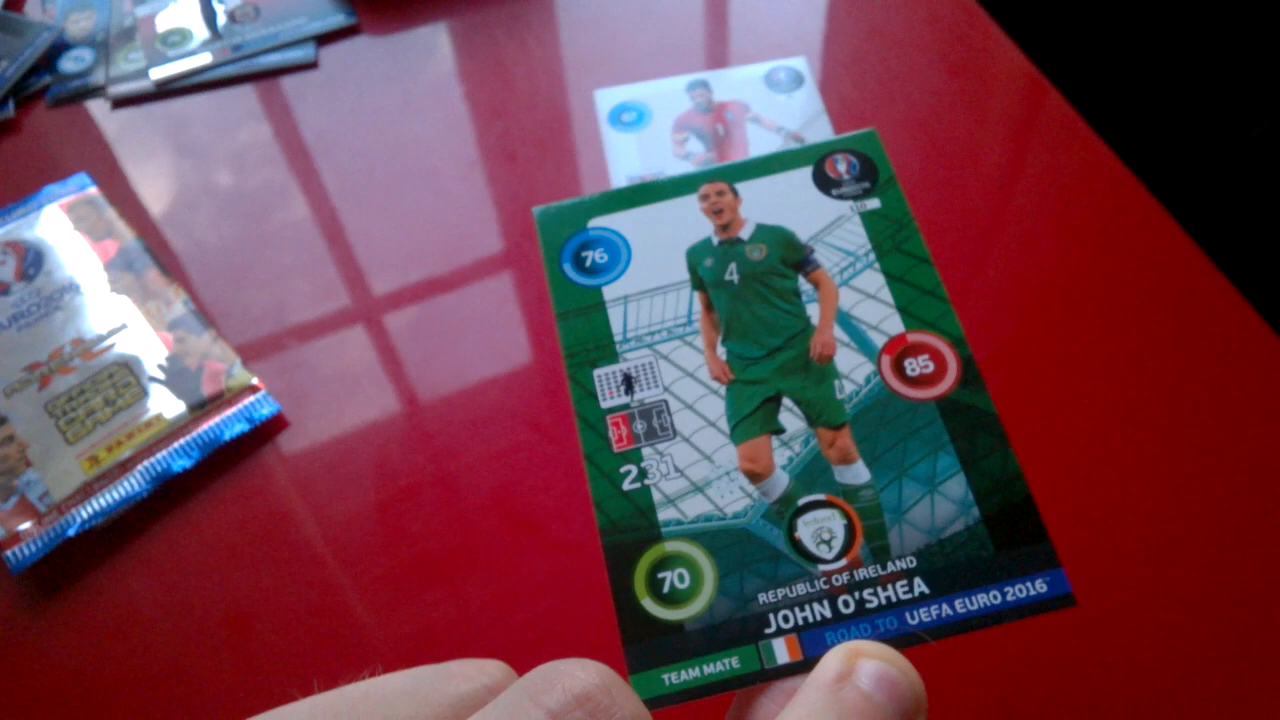 76
4
85
231
70
REPUBLIC OF IRELAND
JOHN O'SHEA
ROAD TO UEFA EURO 2016
TEAM MATE
PANINI